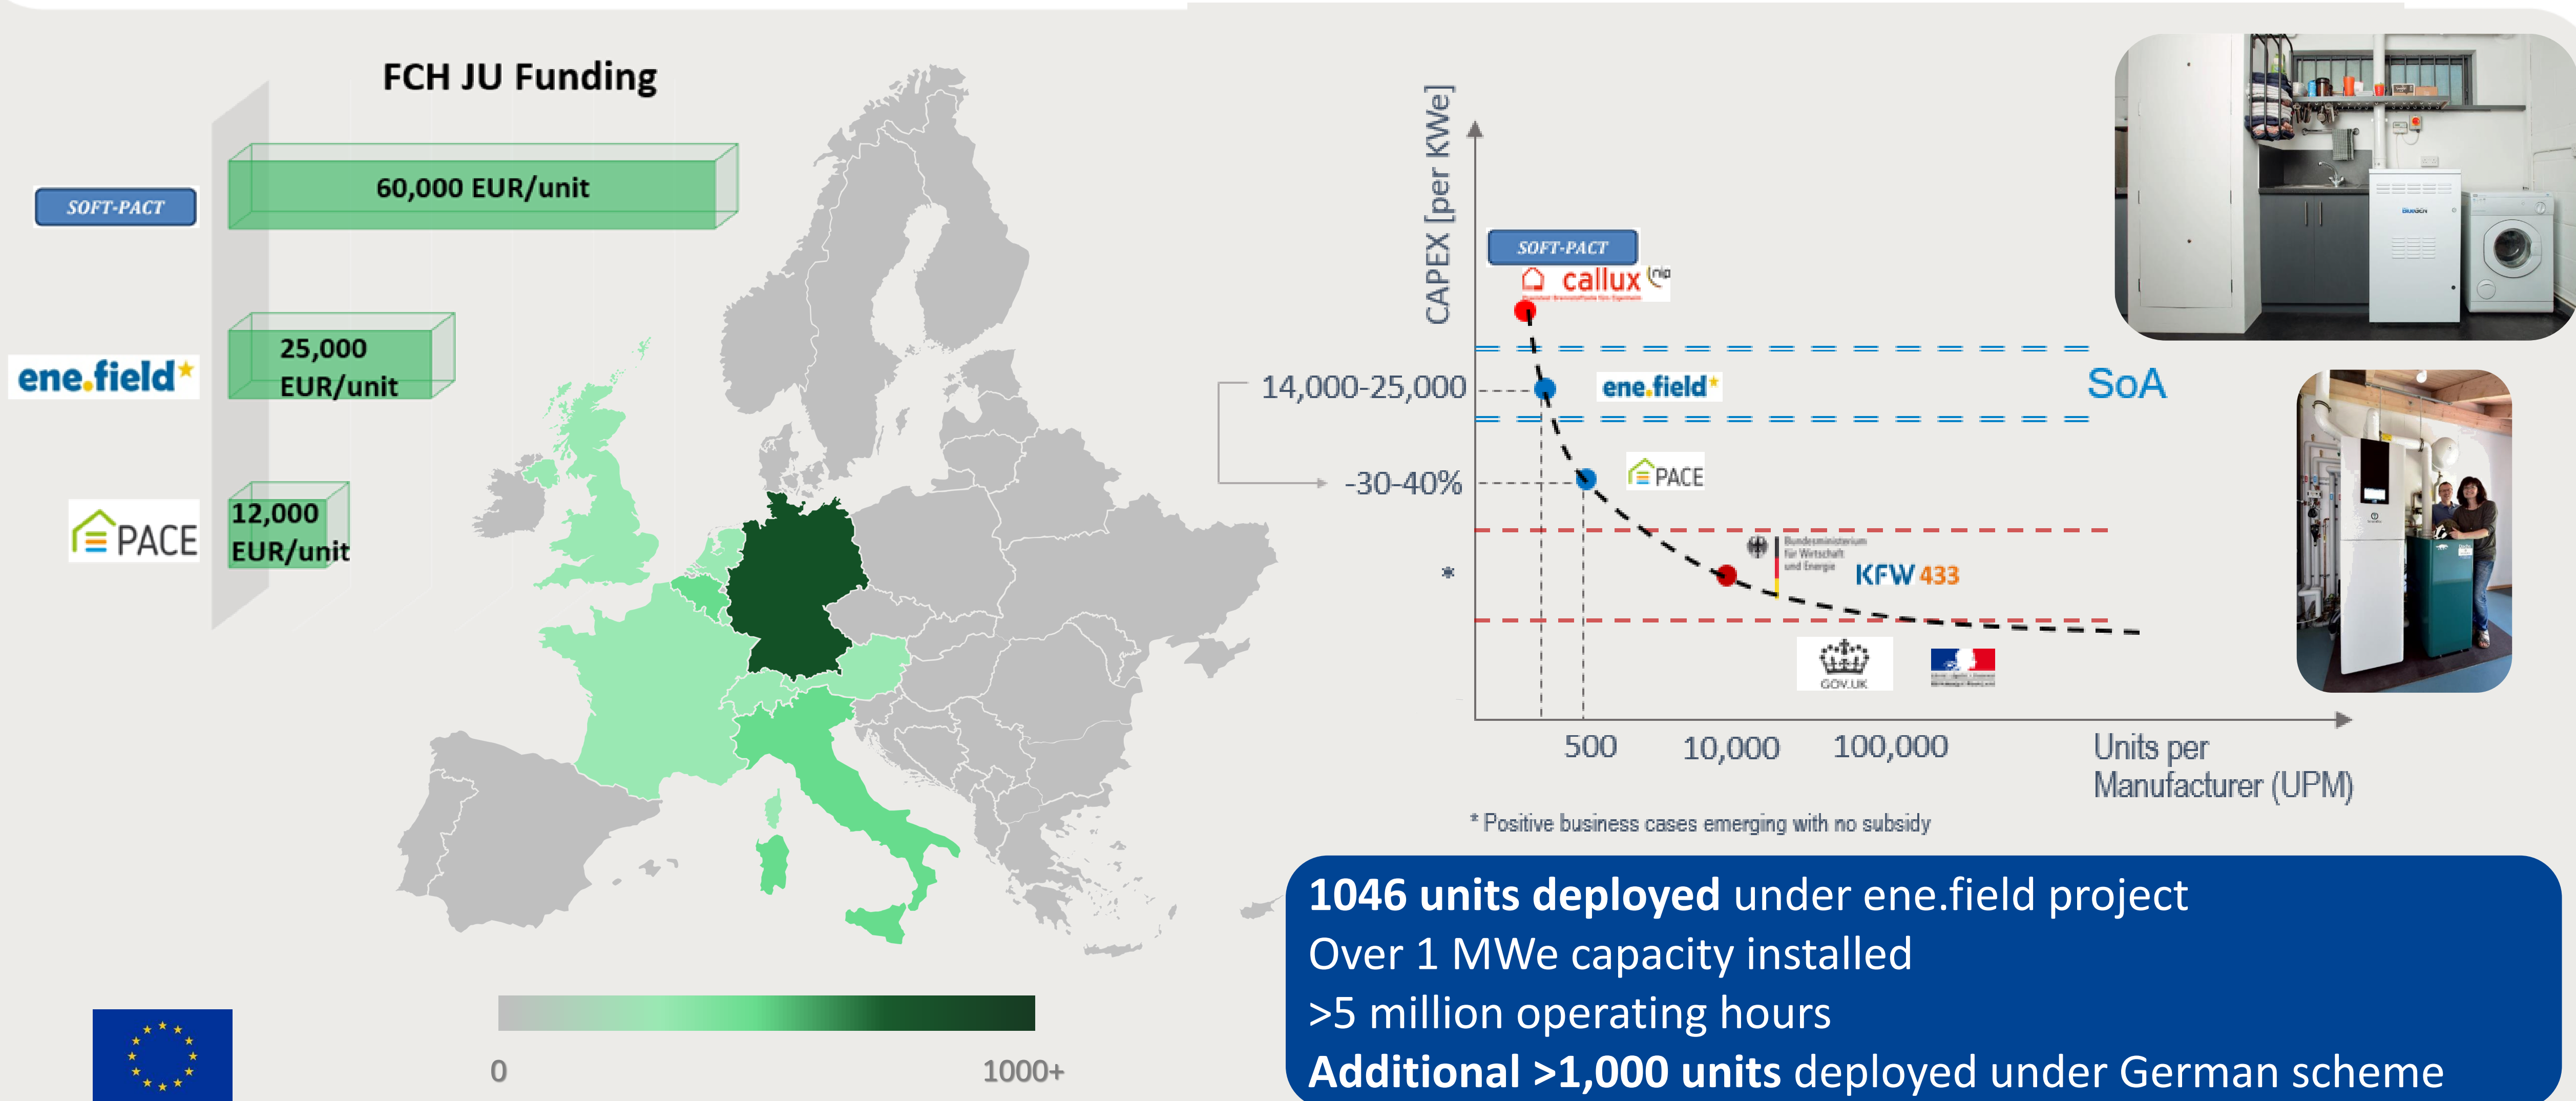 FCH JU Funding
SOFT-PACT
60,000 EUR/unit
ene.field
25,000
EUR/unit
PACE
12,000
EUR/unit
0
1000+
CAPEX [per KWe]
SOFT-PACT
callux
nip
14,000-25,000
ene.field
SoA
-30-40%
PACE
*
Bundesministerium
für Wirtschaft
und Energie
KFW 433
GOV.UK
500
10,000
100,000
Units per
Manufacturer (UPM)
* Positive business cases emerging with no subsidy
1046 units deployed under ene.field project
Over 1 MWe capacity installed
>5 million operating hours
Additional >1,000 units deployed under German scheme